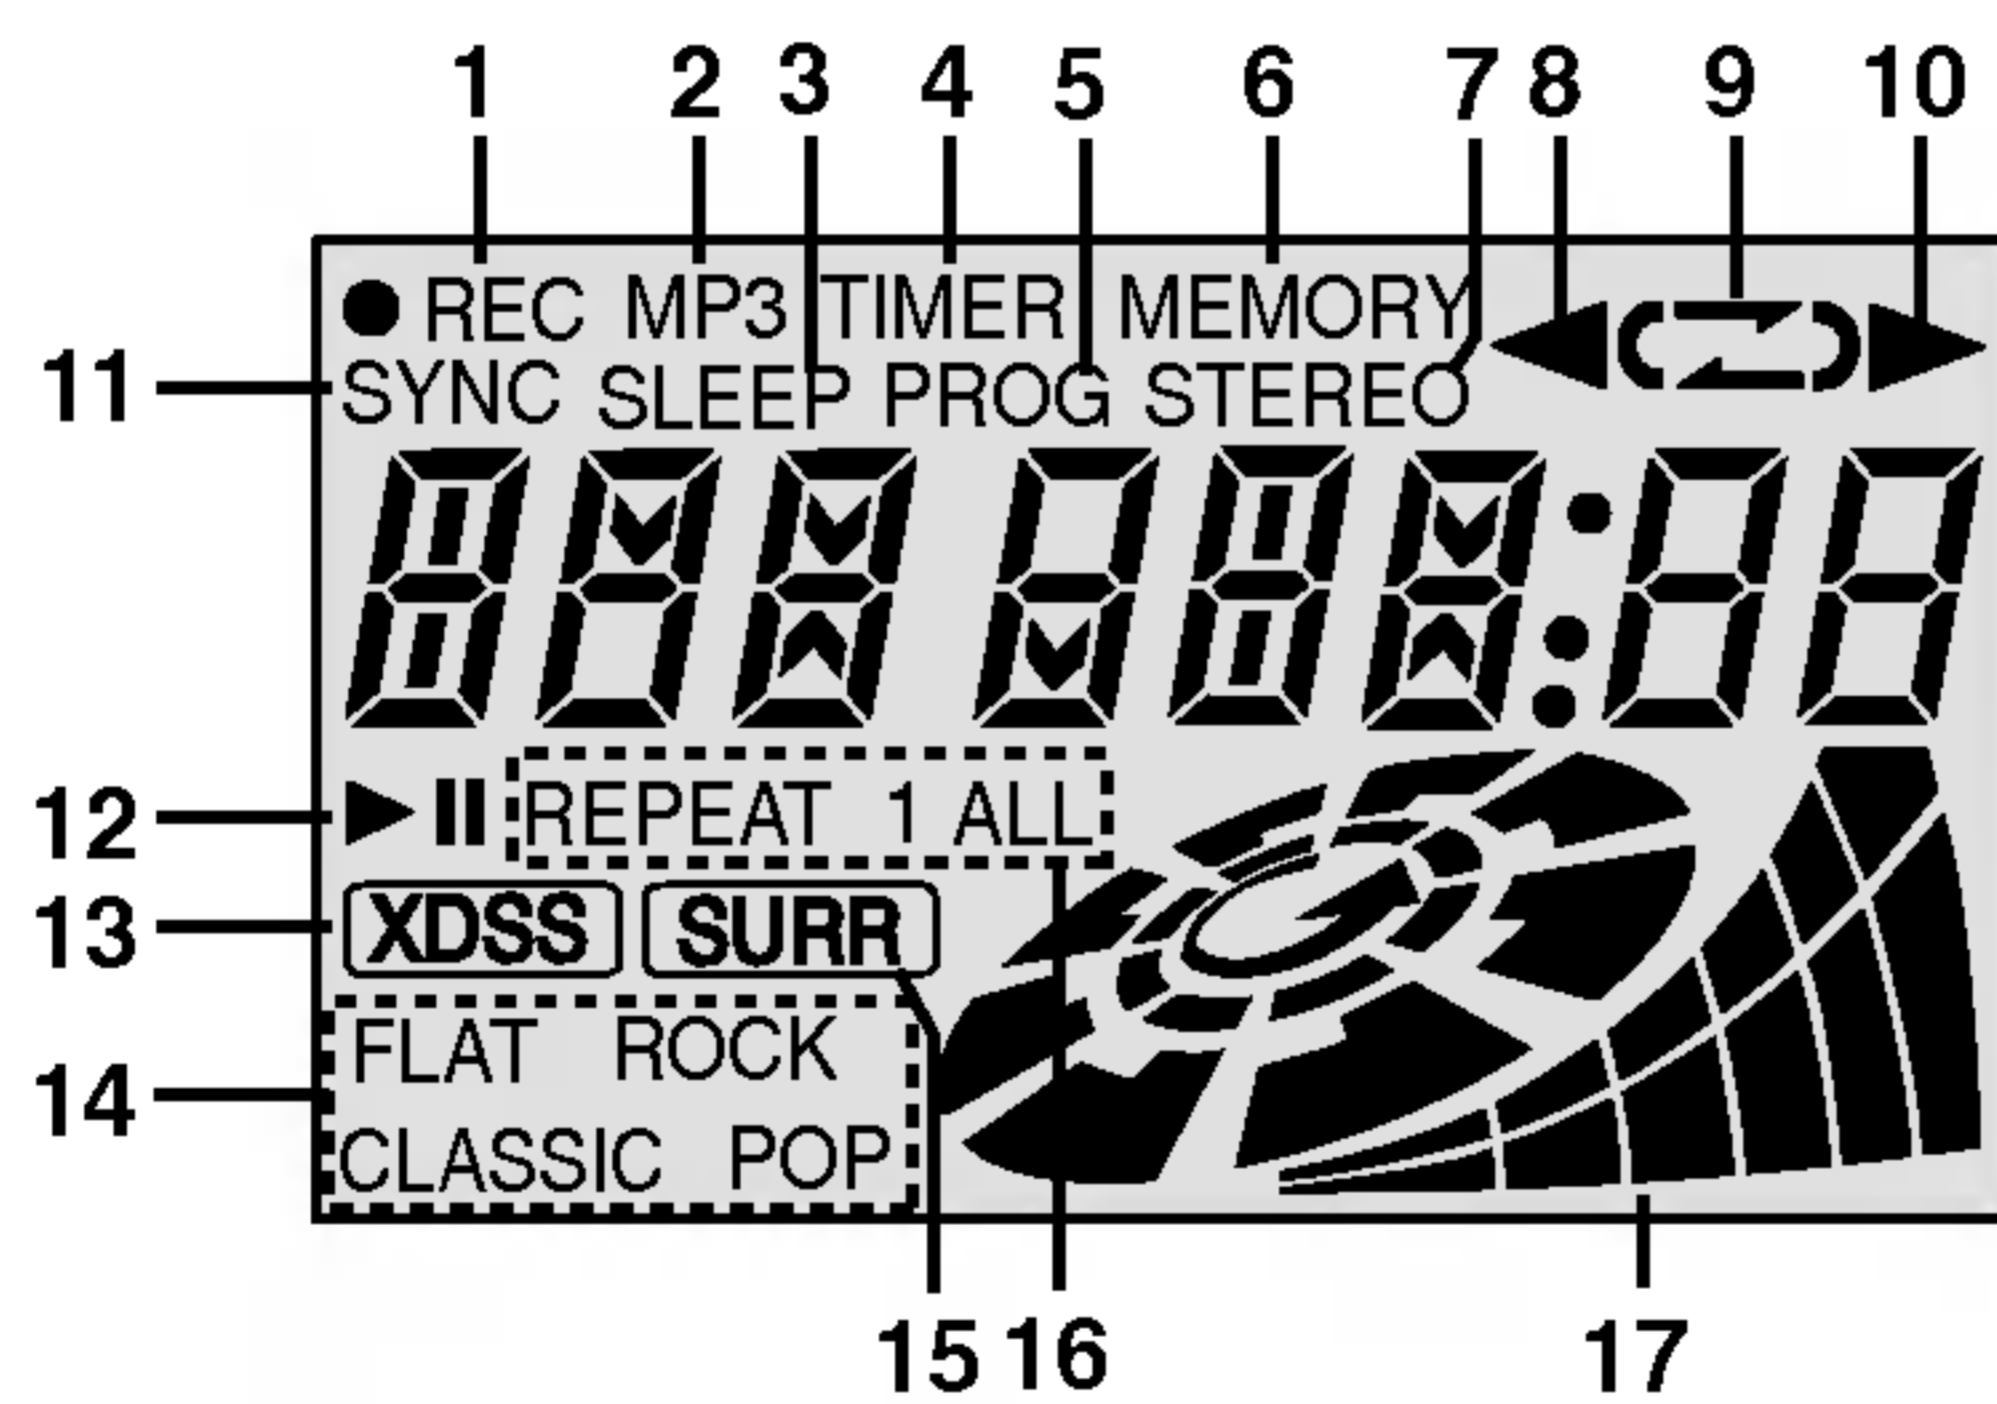 1 2 3 4 5 6 7 8 9 10
REC MP3 TIMER MEMORY
11 SYNC SLEEP PROG STEREO
12 REPEAT 1 ALL
13 XDSS SURR
14 FLAT ROCK
CLASSIC POP
15 16 17